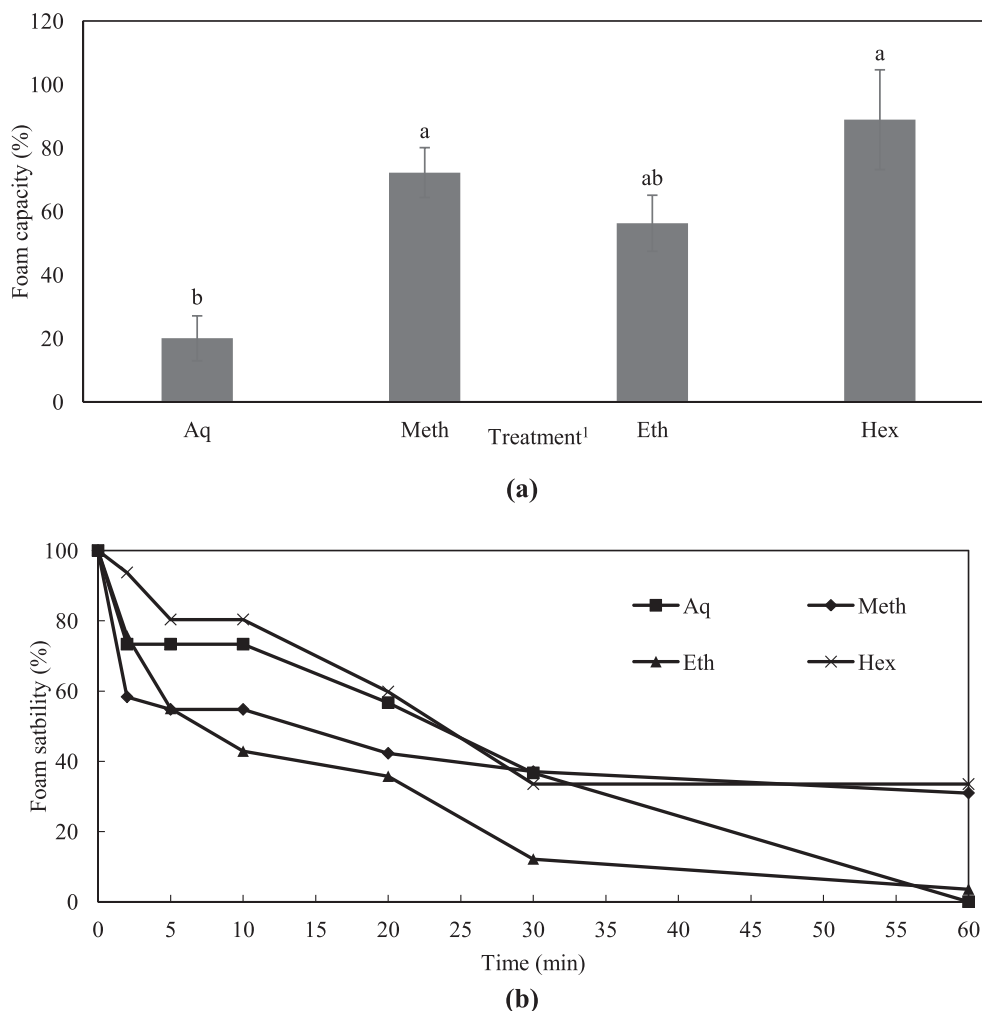 120
100
80
60
40
20
0
Foam capacity (%)
b
a
ab
a
Aq
Meth
Treatment¹
Eth
Hex
(a)
100
80
60
40
20
0
Foam satbility (%)
Aq
Meth
Eth
Hex
0 5 10 15 20 25 30 35 40 45 50 55 60
Time (min)
(b)